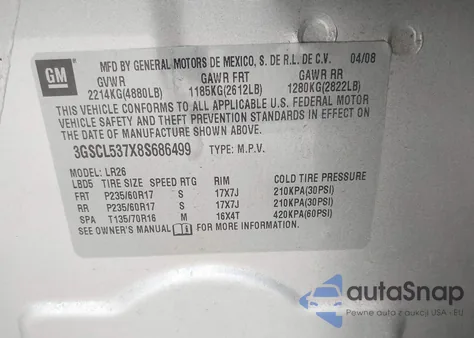 GM
MFD BY GENERAL MOTORS DE MEXICO, S. DE R.L. DE C.V. 04/08
GVWR GAWR FRT GAWR RR
2214KG(4880LB) 1185KG(2612LB) 1280KG(2822LB)
THIS VEHICLE CONFORMS TO ALL APPLICABLE U.S. FEDERAL MOTOR
VEHICLE SAFETY AND THEFT PREVENTION STANDARDS IN EFFECT ON THE
DATE OF MANUFACTURE SHOWN ABOVE.
3GSCL537X8S686499 TYPE: M.P.V.
MODEL: LR26
LBD5 TIRE SIZE SPEED RTG RIM COLD TIRE PRESSURE
FRT P235/60R17 S 17X7J 210KPA(30PSI)
RR P235/60R17 S 17X7J 210KPA(30PSI)
SPA T135/70R16 M 16X4T 420KPA(60PSI)
SEE OWNER'S MANUAL FOR MORE INFORMATION.
autoSnap
Pewne auta z aukcji USA - EU